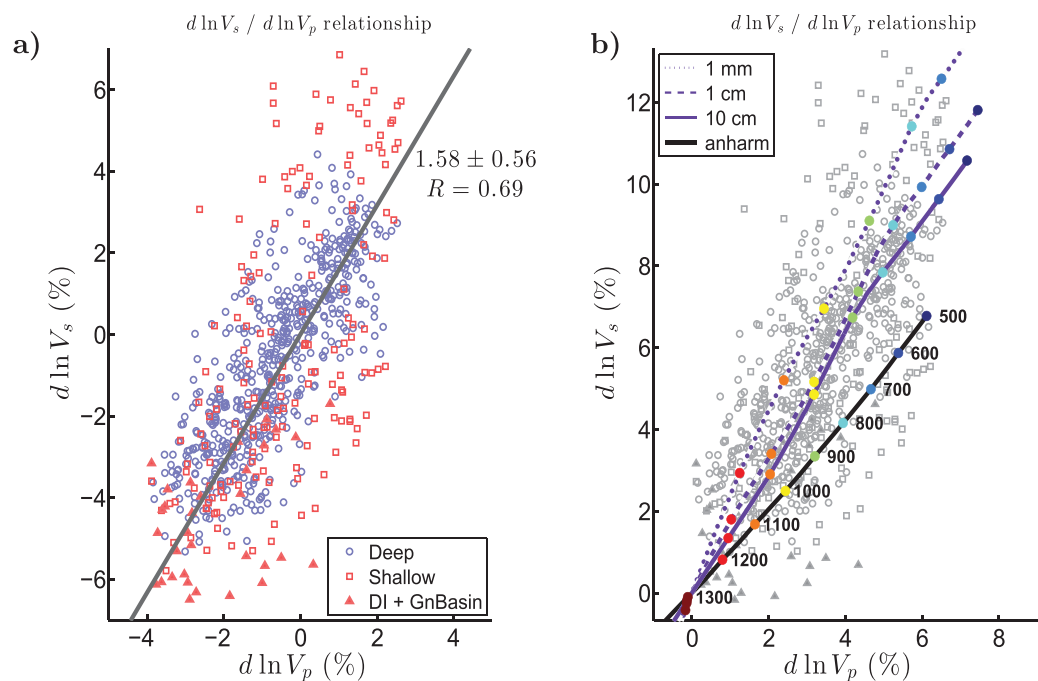 a)
d ln V_s / d ln V_p relationship
6
4
2
0
−2
−4
−6
d ln V_s (%)
1.58 ± 0.56
R = 0.69
Deep
Shallow
DI + GnBasin
−4
−2
0
2
4
d ln V_p (%)
b)
d ln V_s / d ln V_p relationship
1 mm
1 cm
10 cm
anharm
12
10
8
6
4
2
0
d ln V_s (%)
500
600
700
800
900
1000
1100
1200
1300
0
2
4
6
8
d ln V_p (%)